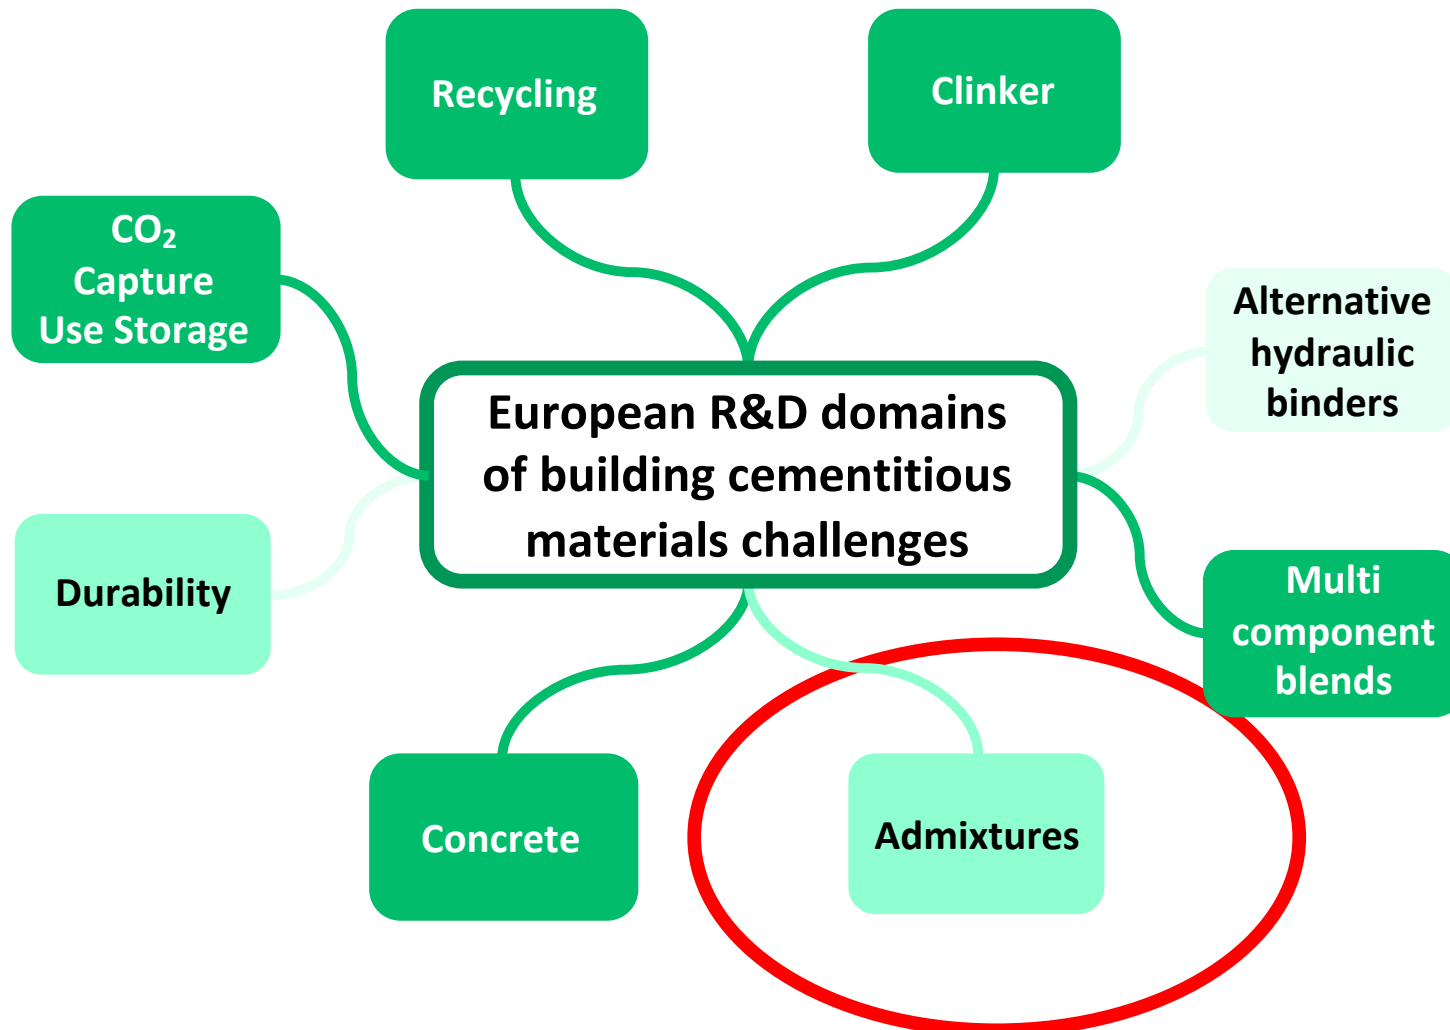 Recycling
Clinker
CO₂
Capture
Use Storage
Alternative
hydraulic
binders
European R&D domains
of building cementitious
materials challenges
Durability
Multi
component
blends
Concrete
Admixtures